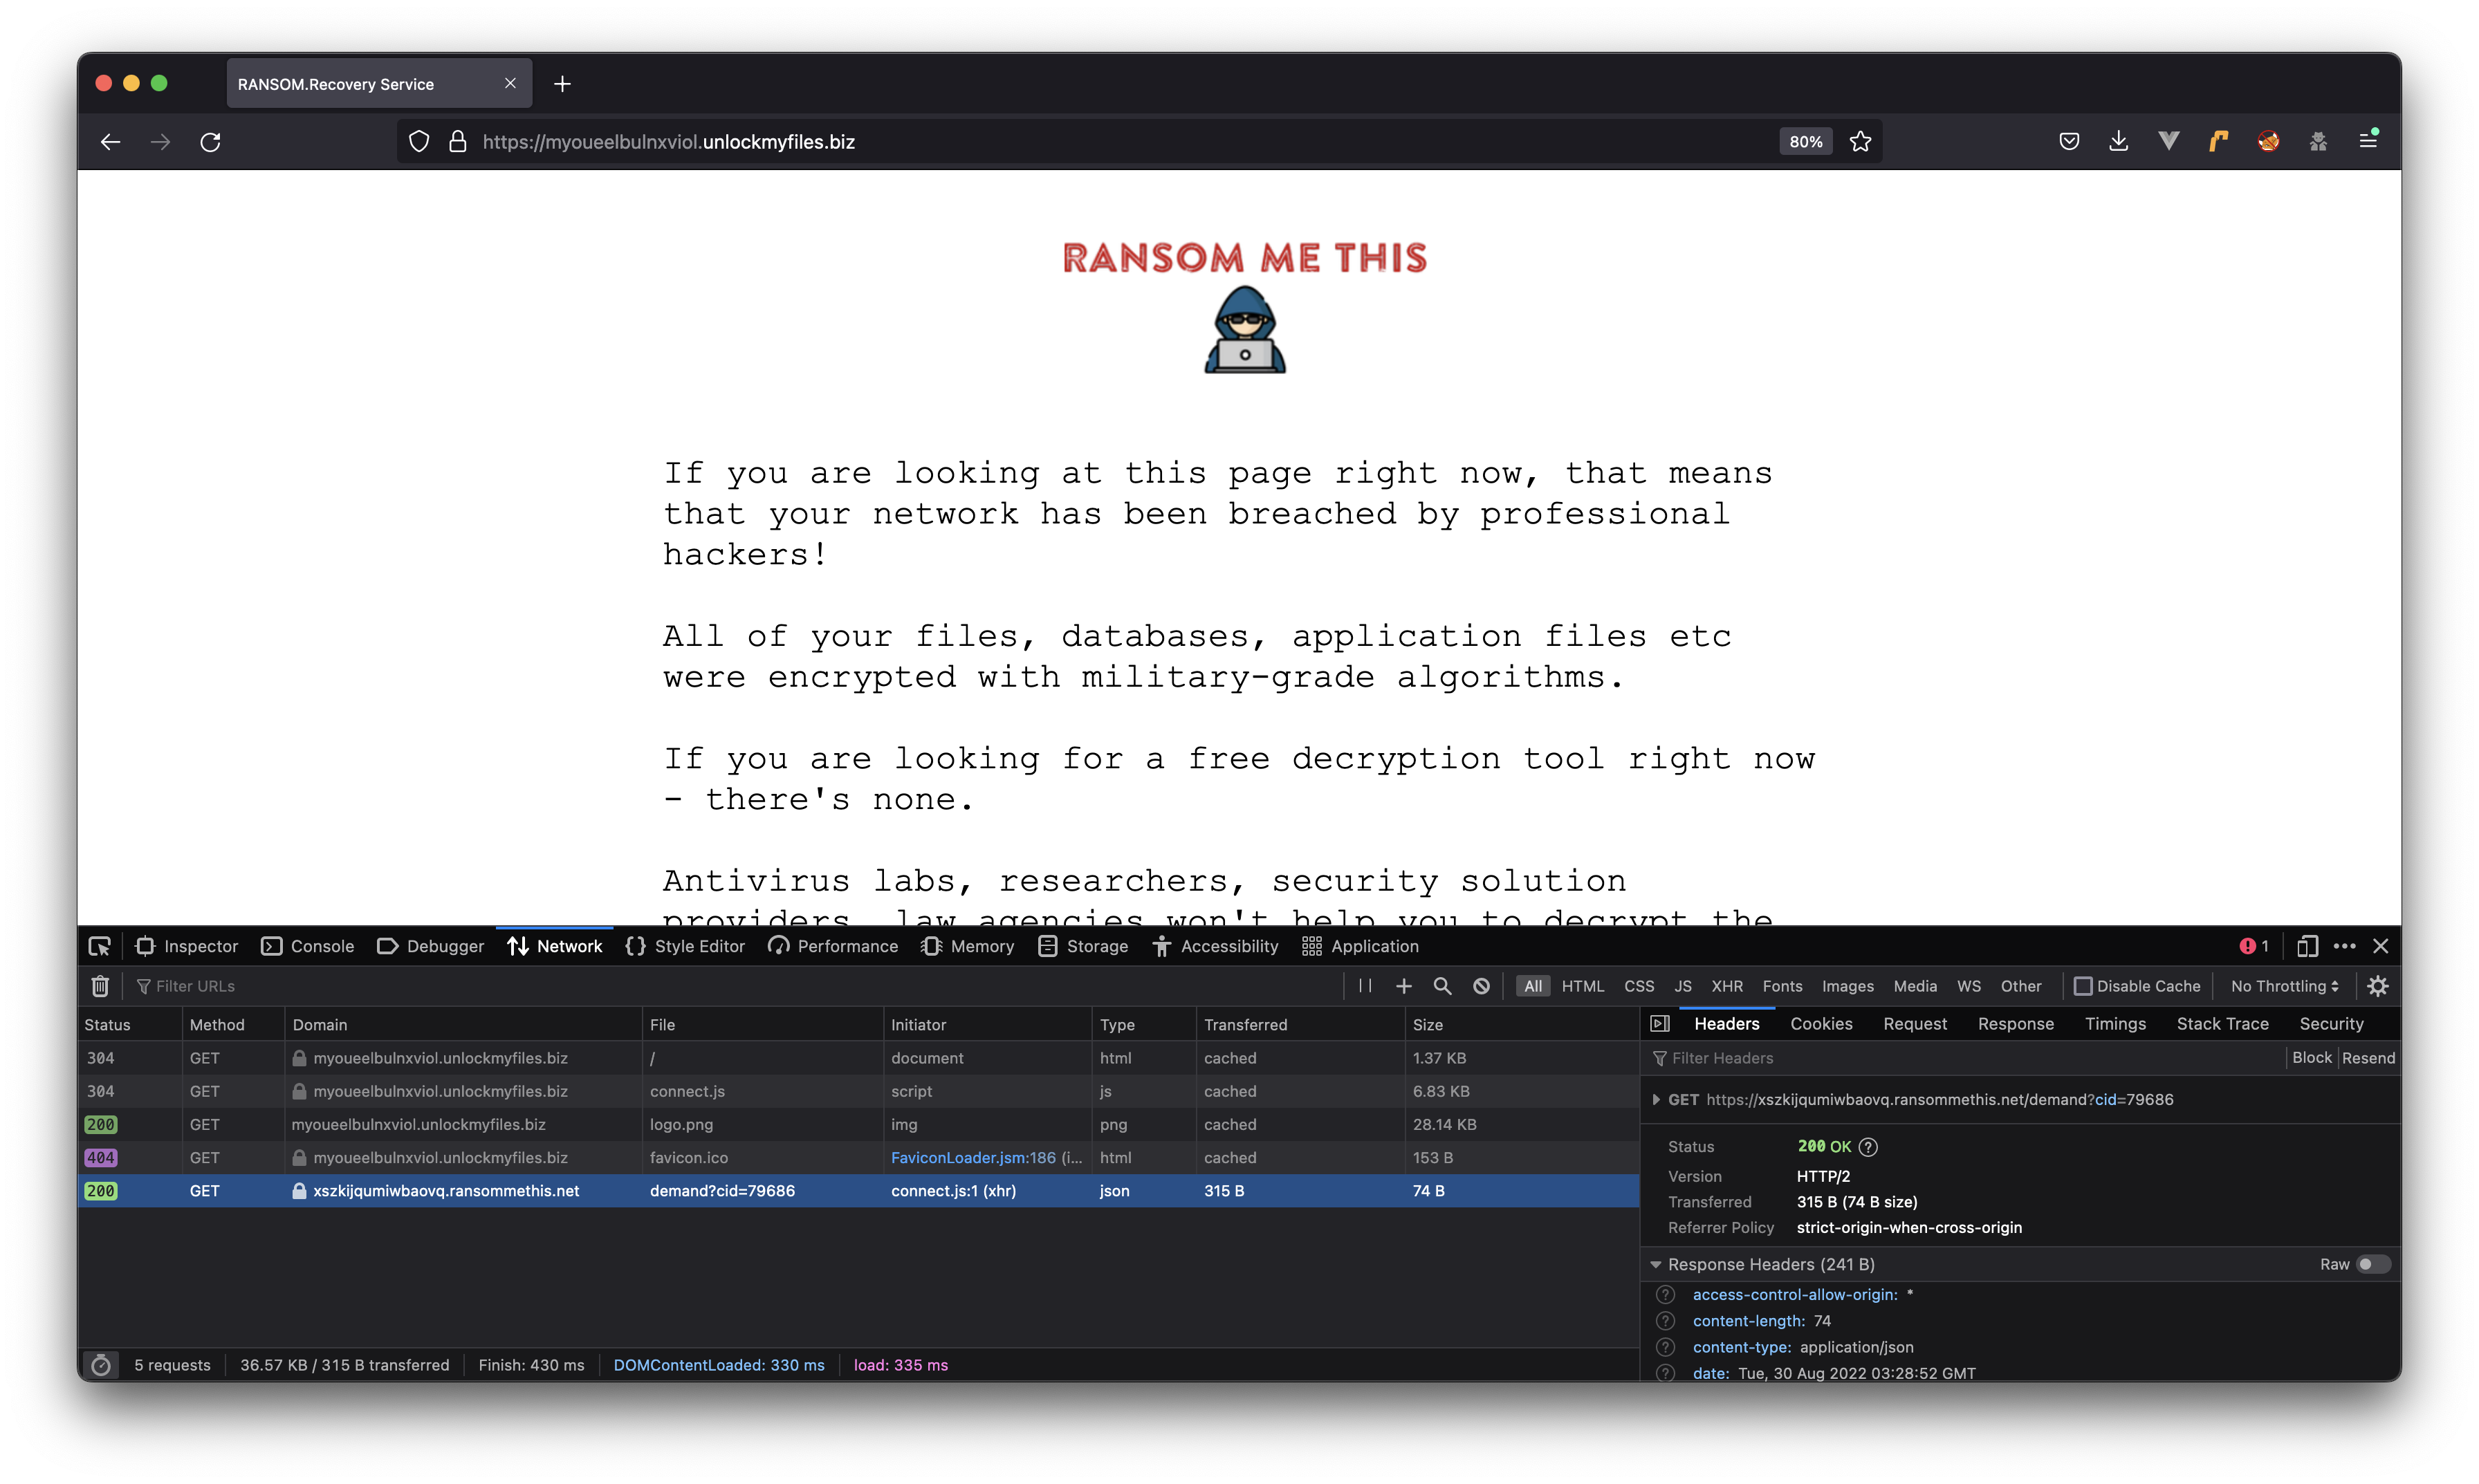 RANSOM.Recovery Service
https://myoueelbulnxviol.unlockmyfiles.biz
80%
RANSOM ME THIS
If you are looking at this page right now, that means
that your network has been breached by professional
hackers!
All of your files, databases, application files etc
were encrypted with military-grade algorithms.
If you are looking for a free decryption tool right now
- there's none.
Antivirus labs, researchers, security solution
providers, law agencies won't help you to decrypt the
Inspector Console Debugger Network Style Editor Performance Memory Storage Accessibility Application 1
Filter URLs All HTML CSS JS XHR Fonts Images Media WS Other Disable Cache No Throttling
Status Method Domain File Initiator Type Transferred Size
304 GET myoueelbulnxviol.unlockmyfiles.biz / document html cached 1.37 KB
304 GET myoueelbulnxviol.unlockmyfiles.biz connect.js script js cached 6.83 KB
200 GET myoueelbulnxviol.unlockmyfiles.biz logo.png img png cached 28.14 KB
404 GET myoueelbulnxviol.unlockmyfiles.biz favicon.ico FaviconLoader.jsm:186 (i... html cached 153 B
200 GET xszkijqumiwbaovq.ransommethis.net demand?cid=79686 connect.js:1 (xhr) json 315 B 74 B
5 requests 36.57 KB / 315 B transferred Finish: 430 ms DOMContentLoaded: 330 ms load: 335 ms
Headers Cookies Request Response Timings Stack Trace Security
Filter Headers Block Resend
GET https://xszkijqumiwbaovq.ransommethis.net/demand?cid=79686
Status 200 OK ?
Version HTTP/2
Transferred 315 B (74 B size)
Referrer Policy strict-origin-when-cross-origin
Response Headers (241 B) Raw
? access-control-allow-origin: *
? content-length: 74
? content-type: application/json
? date: Tue, 30 Aug 2022 03:28:52 GMT